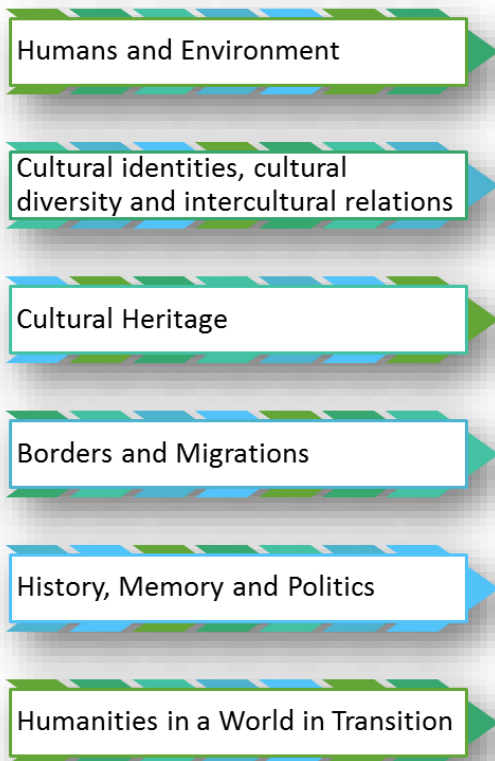 Humans and Environment
Cultural identities, cultural
diversity and intercultural relations
Cultural Heritage
Borders and Migrations
History, Memory and Politics
Humanities in a World in Transition